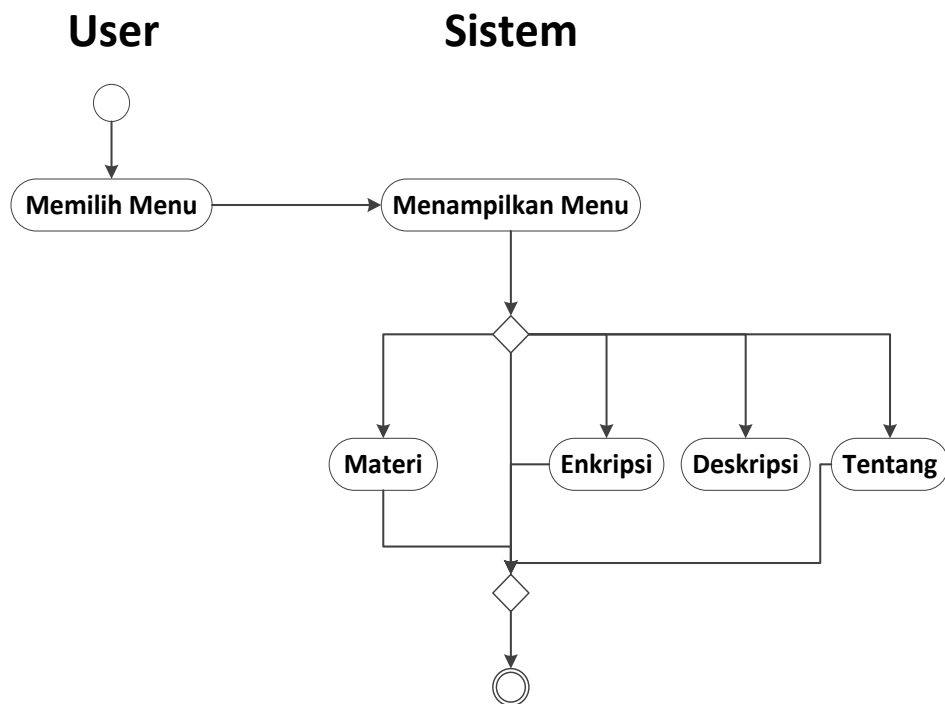 User
Sistem
Memilih Menu
Menampilkan Menu
Materi
Enkripsi
Deskripsi
Tentang